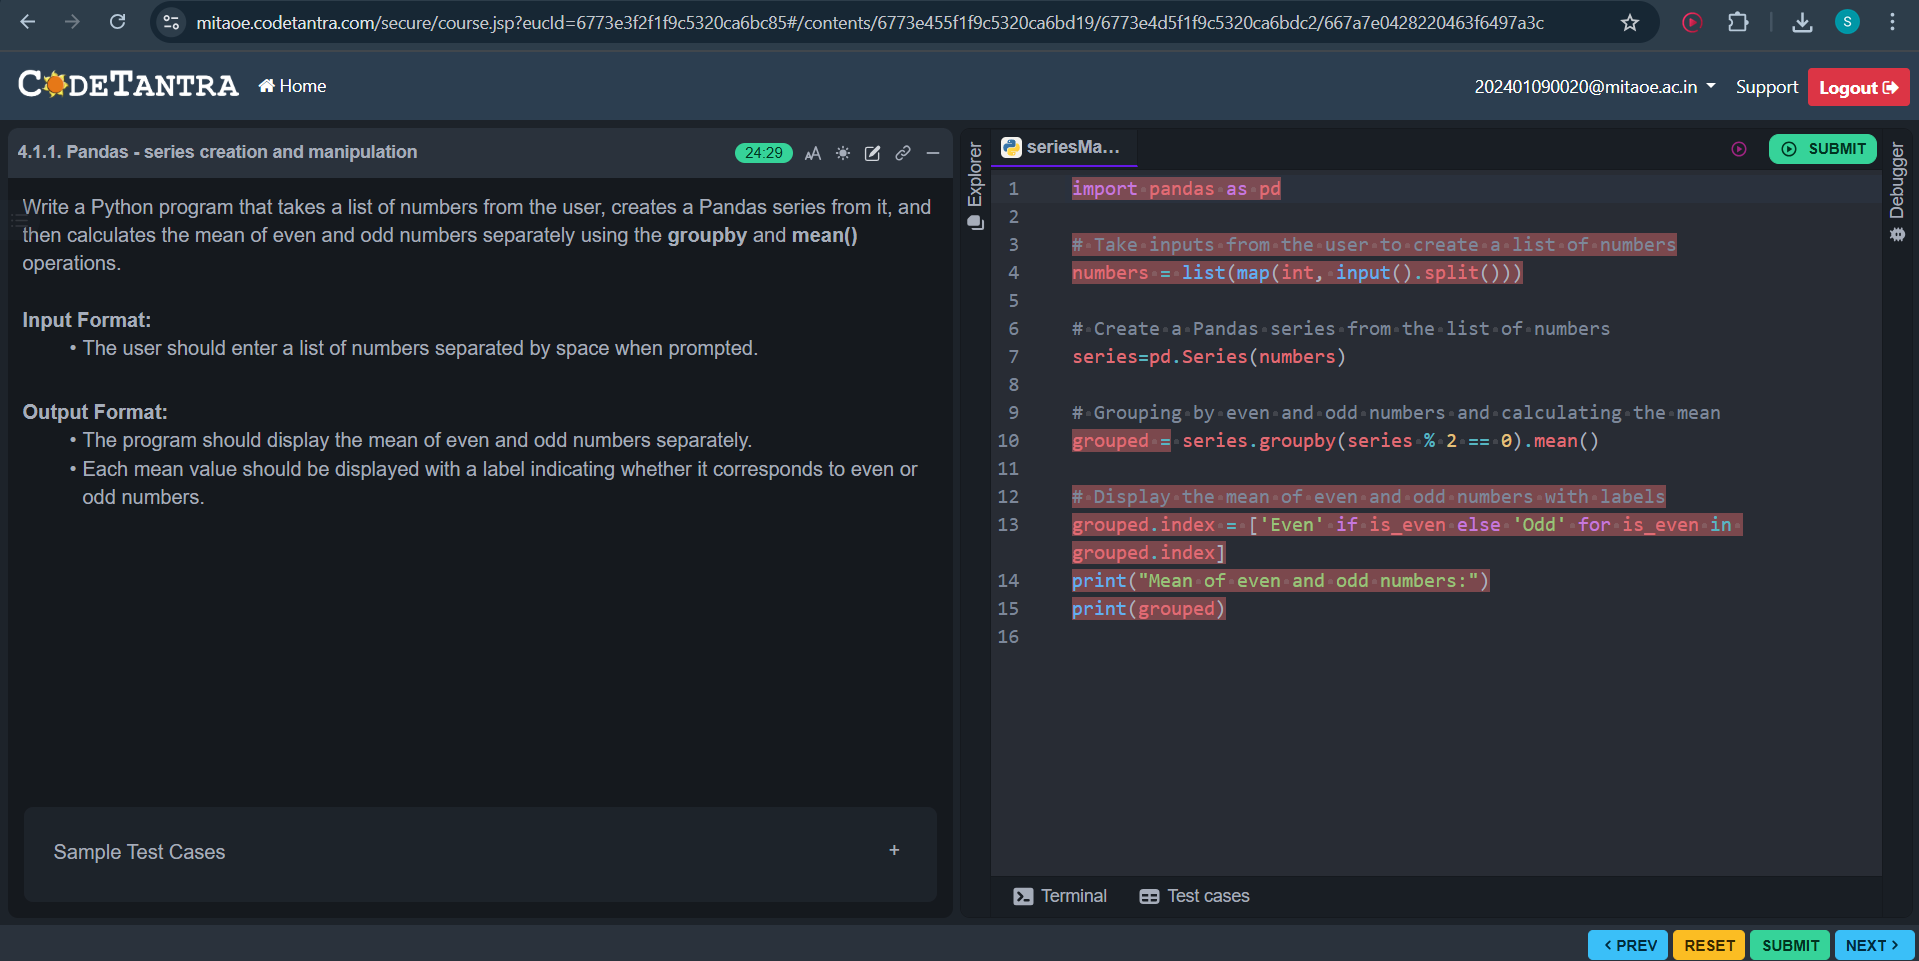 mitaoe.codetantra.com/secure/course.jsp?eucId=6773e3f2f1f9c5320ca6bc85#/contents/6773e455f1f9c5320ca6bd19/6773e4d5f1f9c5320ca6bdc2/667a7e0428220463f6497a3c
S
CODETANTRA
Home
202401090020@mitaoe.ac.in
Support
Logout
4.1.1. Pandas - series creation and manipulation
24:29
AA
Write a Python program that takes a list of numbers from the user, creates a Pandas series from it, and
then calculates the mean of even and odd numbers separately using the groupby and mean()
operations.
Input Format:
• The user should enter a list of numbers separated by space when prompted.
Output Format:
• The program should display the mean of even and odd numbers separately.
• Each mean value should be displayed with a label indicating whether it corresponds to even or
odd numbers.
Sample Test Cases
+
Explorer
seriesMa...
SUBMIT
Debugger
1 import pandas as pd
2
3 # Take inputs from the user to create a list of numbers
4 numbers = list(map(int, input().split()))
5
6 # Create a Pandas series from the list of numbers
7 series=pd.Series(numbers)
8
9 # Grouping by even and odd numbers and calculating the mean
10 grouped = series.groupby(series % 2 == 0).mean()
11
12 # Display the mean of even and odd numbers with labels
13 grouped.index = ['Even' if is_even else 'Odd' for is_even in
grouped.index]
14 print("Mean of even and odd numbers:")
15 print(grouped)
16
Terminal
Test cases
< PREV
RESET
SUBMIT
NEXT >